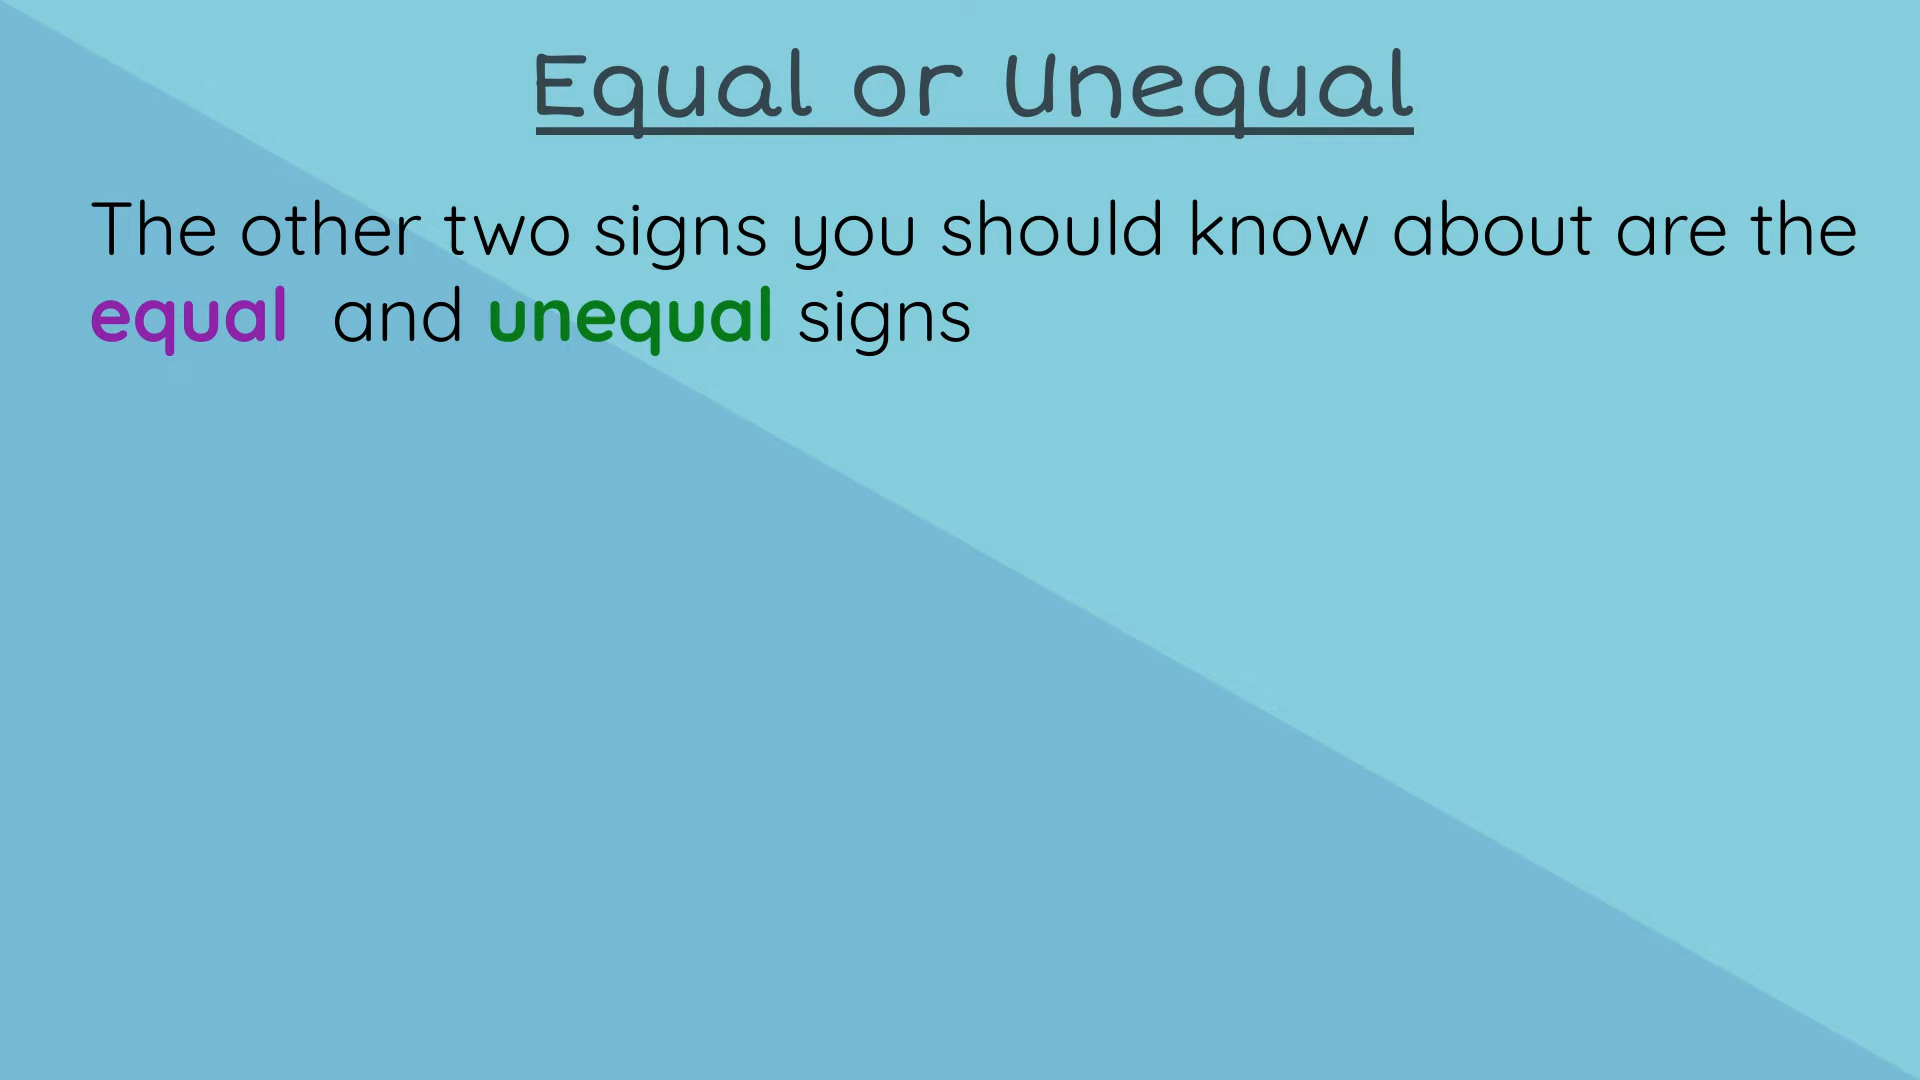 Equal or Unequal
The other two signs you should know about are the
equal and unequal signs